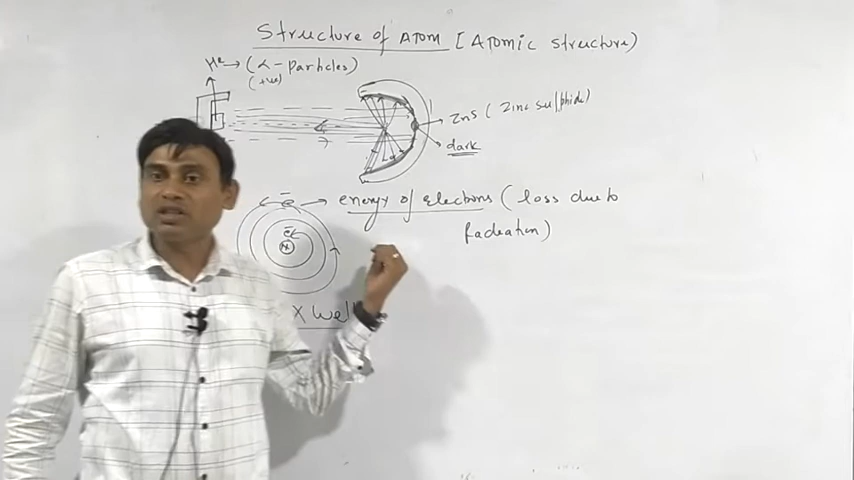 Structure of Atom [Atomic structure)
He → (α-particles)
(+ve)
ZnS (Zinc sulphide)
dark
e → energy of electrons (loss due to
Radiation)
e
N
X well